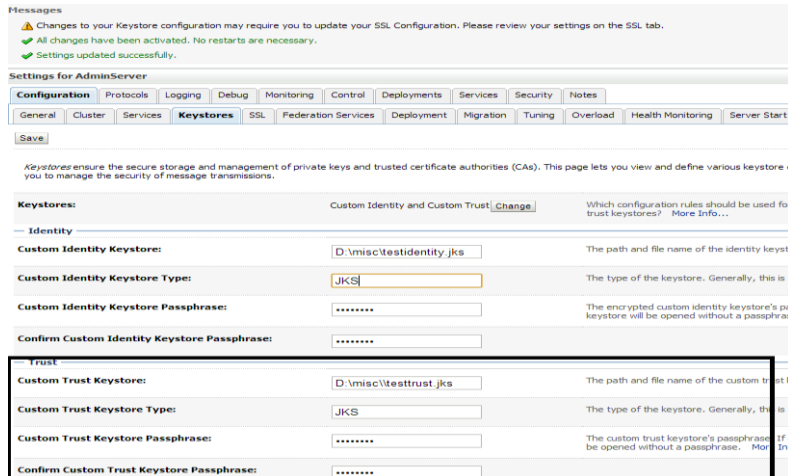 Messages
Changes to your Keystore configuration may require you to update your SSL Configuration. Please review your settings on the SSL tab.
All changes have been activated. No restarts are necessary.
Settings updated successfully.
Settings for AdminServer
Configuration Protocols Logging Debug Monitoring Control Deployments Services Security Notes
General Cluster Services Keystores SSL Federation Services Deployment Migration Tuning Overload Health Monitoring Server Start
Save
Keystores ensure the secure storage and management of private keys and trusted certificate authorities (CAs). This page lets you view and define various keystore
you to manage the security of message transmissions.
Keystores: Custom Identity and Custom Trust Change Which configuration rules should be used fo
trust keystores? More Info...
Identity
Custom Identity Keystore: D:\misc\testidentity.jks The path and file name of the identity keyst
Custom Identity Keystore Type: JKS The type of the keystore. Generally, this is
Custom Identity Keystore Passphrase: •••••••• The encrypted custom identity keystore's pa
keystore will be opened without a passphras
Confirm Custom Identity Keystore Passphrase: ••••••••
Trust
Custom Trust Keystore: D:\misc\\testtrust.jks The path and file name of the custom trust
Custom Trust Keystore Type: JKS The type of the keystore. Generally, this is
Custom Trust Keystore Passphrase: •••••••• The custom trust keystore's passphrase. If
be opened without a passphrase. More In
Confirm Custom Trust Keystore Passphrase: ••••••••